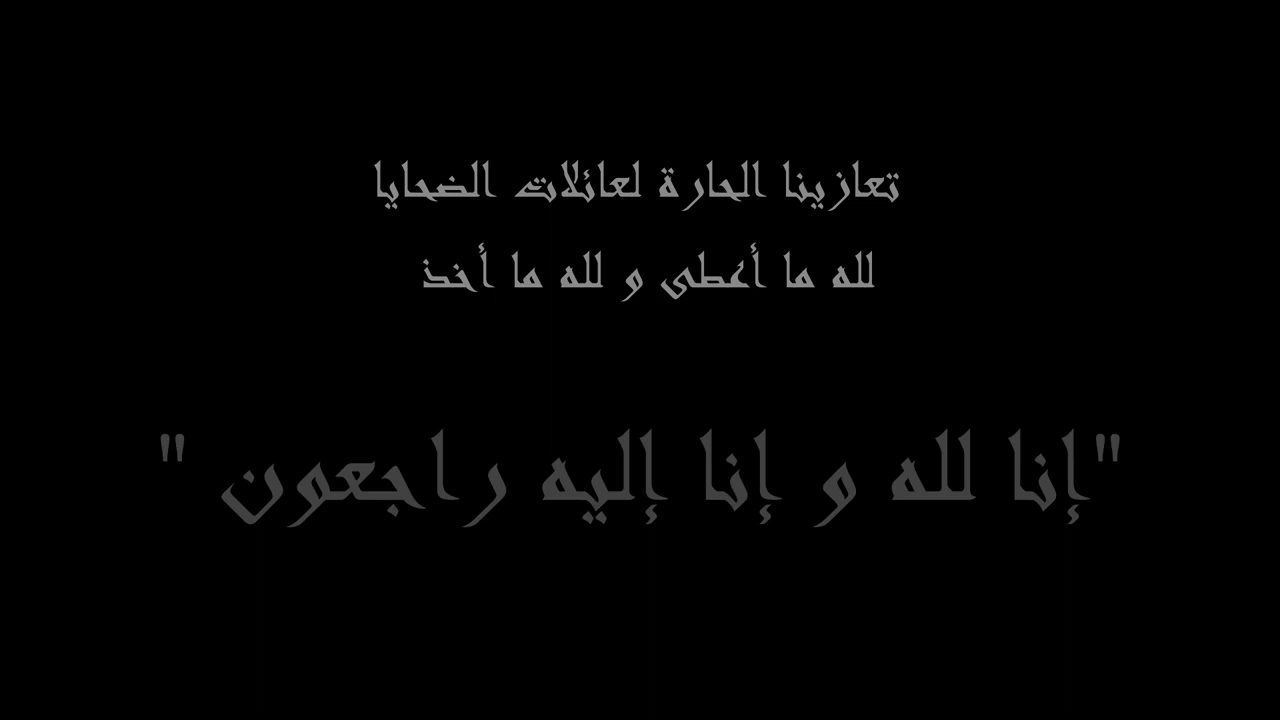 تعازينا الحارة لعائلات الضحايا
لله ما أعطى و لله ما أخذ
"إنا لله و إنا إليه راجعون "